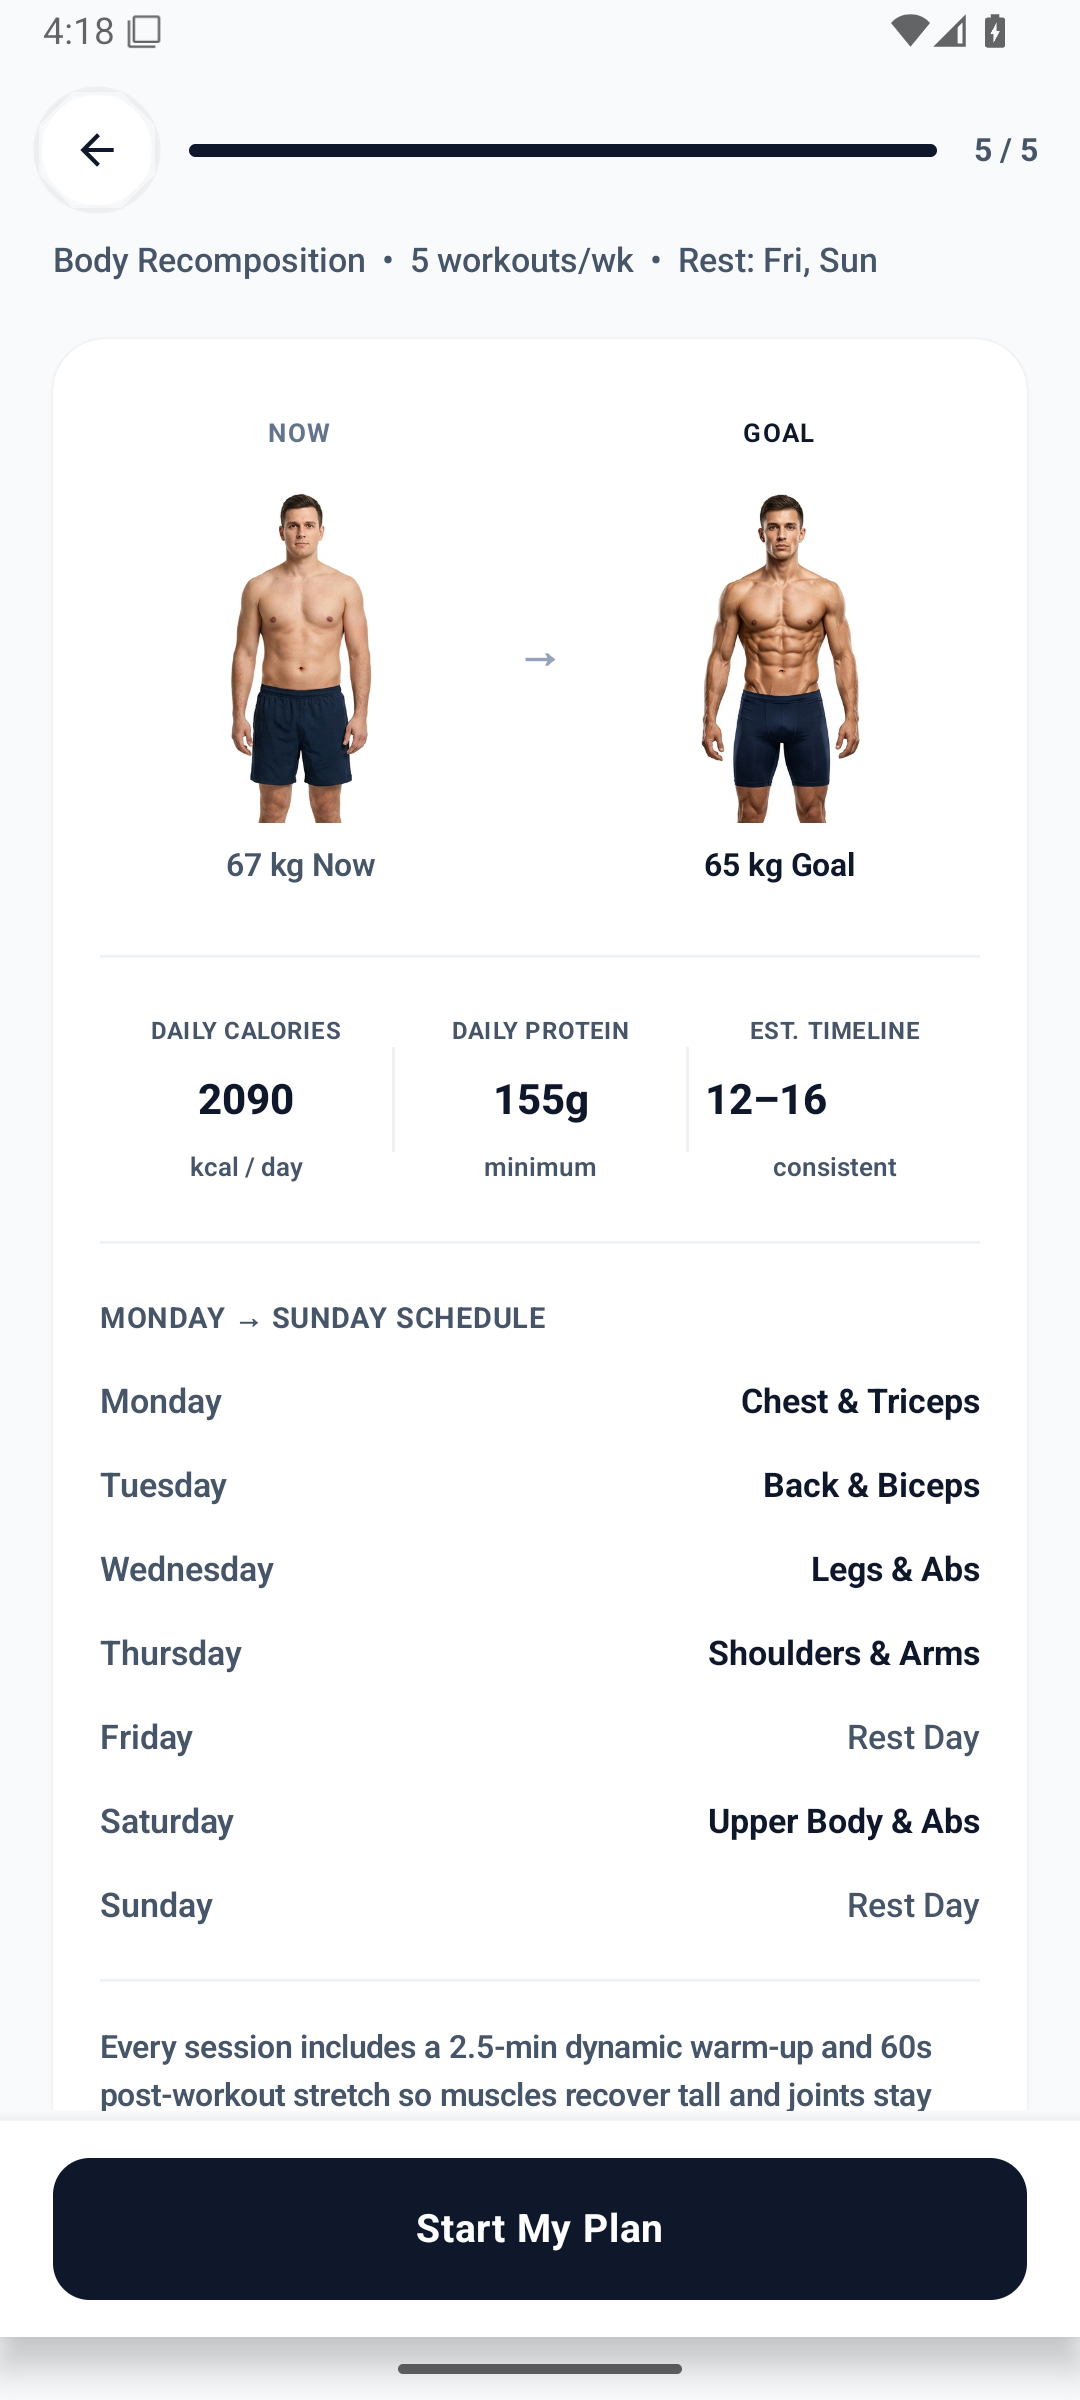 4:18
5 / 5
Body Recomposition • 5 workouts/wk • Rest: Fri, Sun
NOW
GOAL
→
67 kg Now
65 kg Goal
DAILY CALORIES
DAILY PROTEIN
EST. TIMELINE
2090
155g
12–16
kcal / day
minimum
consistent
MONDAY → SUNDAY SCHEDULE
Monday Chest & Triceps
Tuesday Back & Biceps
Wednesday Legs & Abs
Thursday Shoulders & Arms
Friday Rest Day
Saturday Upper Body & Abs
Sunday Rest Day
Every session includes a 2.5-min dynamic warm-up and 60s
post-workout stretch so muscles recover tall and joints stay
Start My Plan